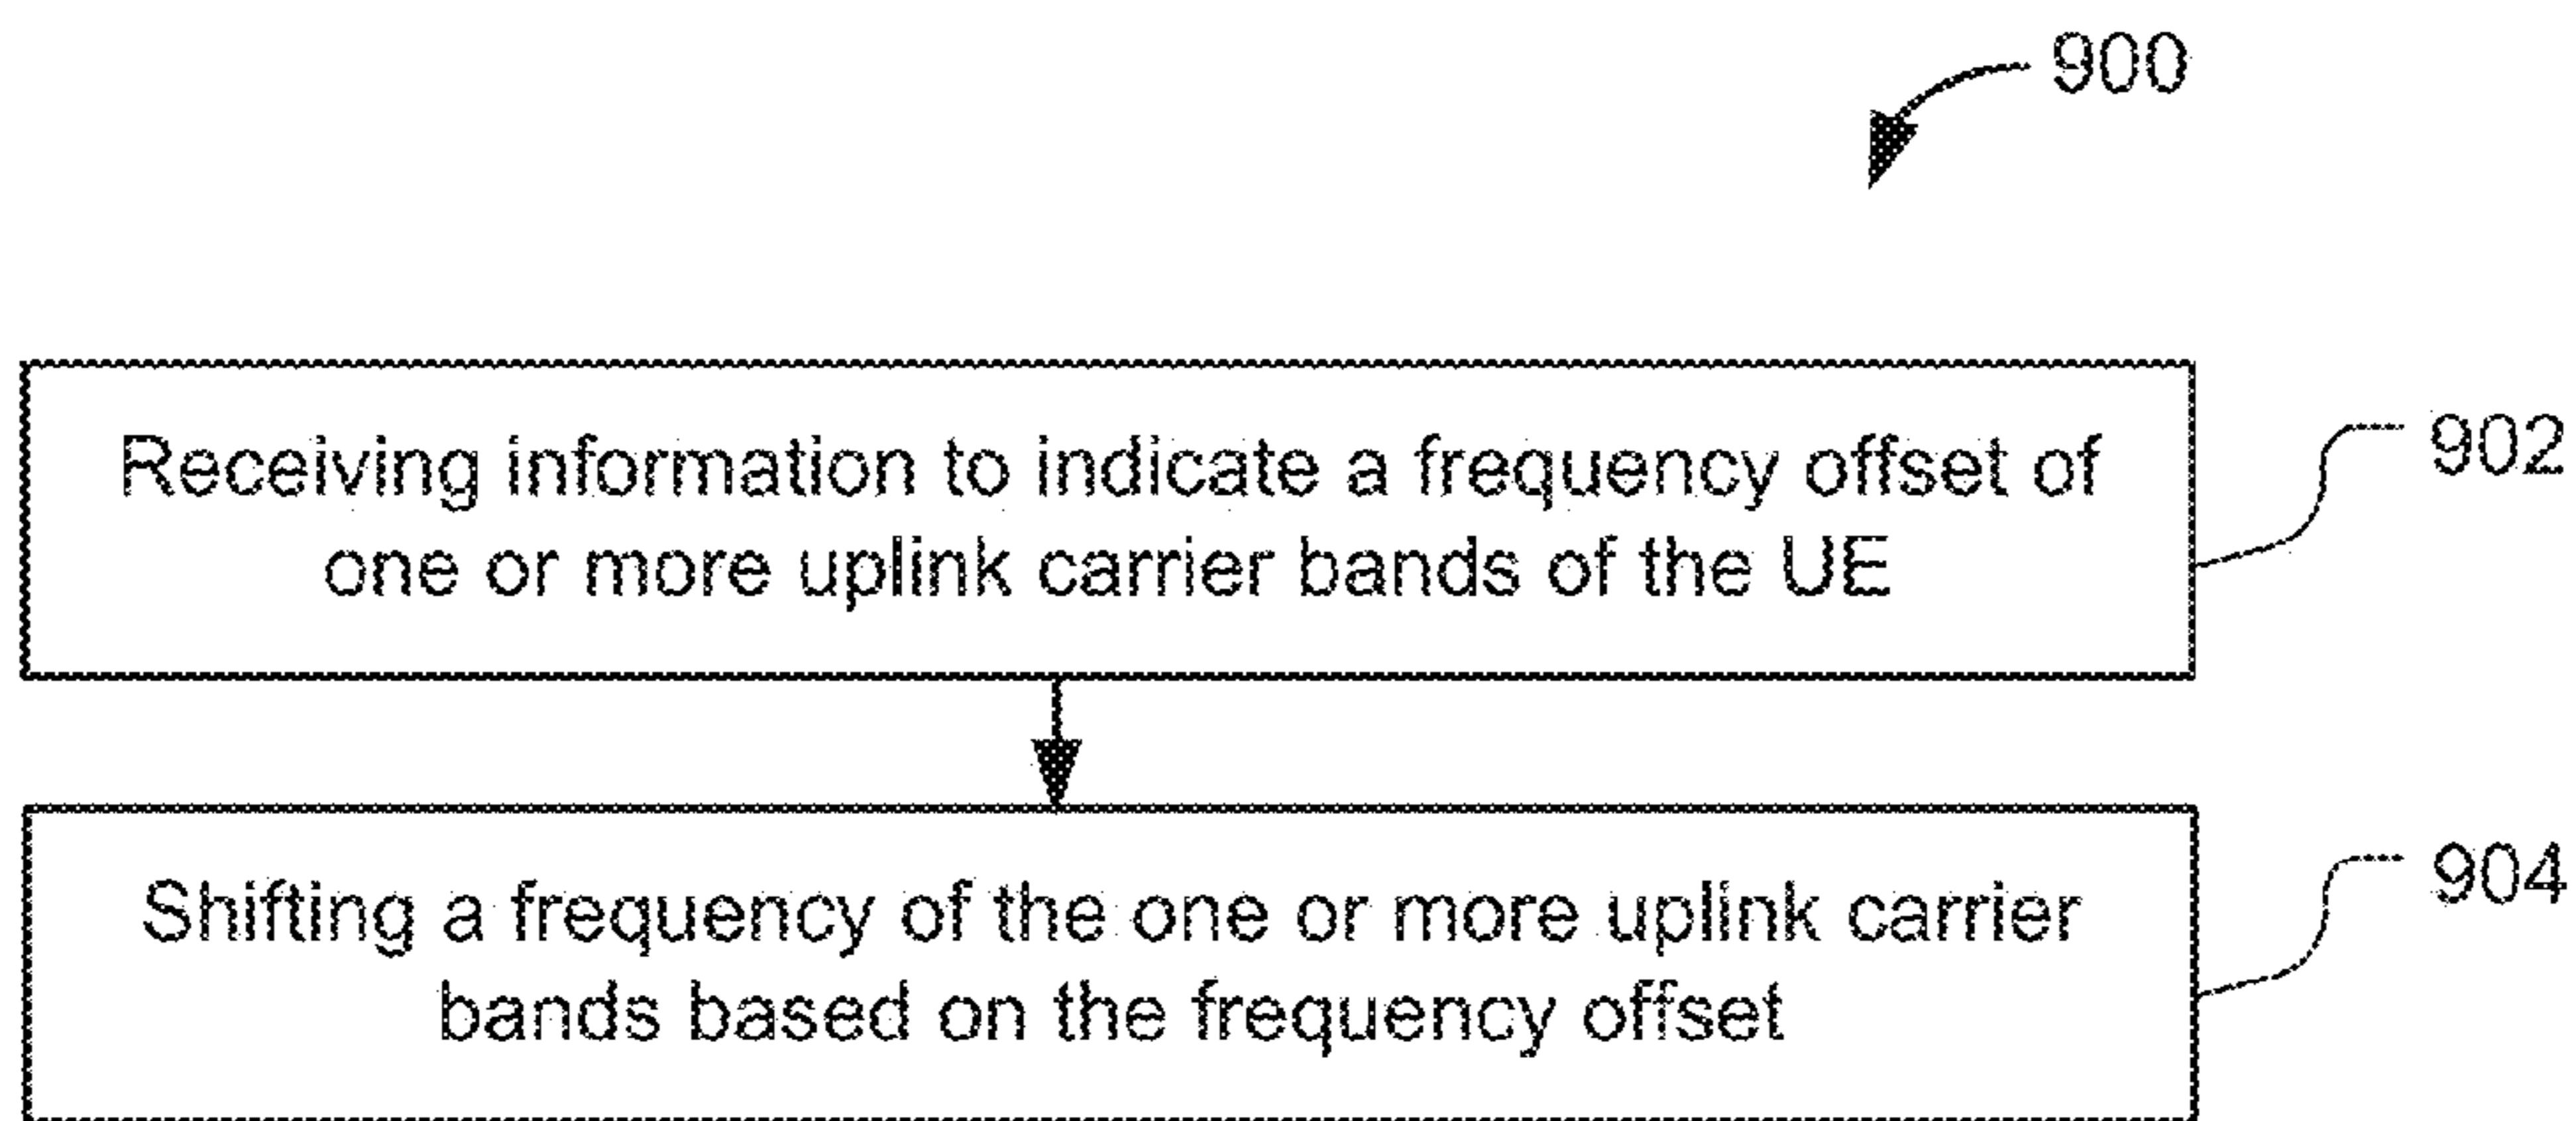 900
Receiving information to indicate a frequency offset of
one or more uplink carrier bands of the UE
902
Shifting a frequency of the one or more uplink carrier
bands based on the frequency offset
904